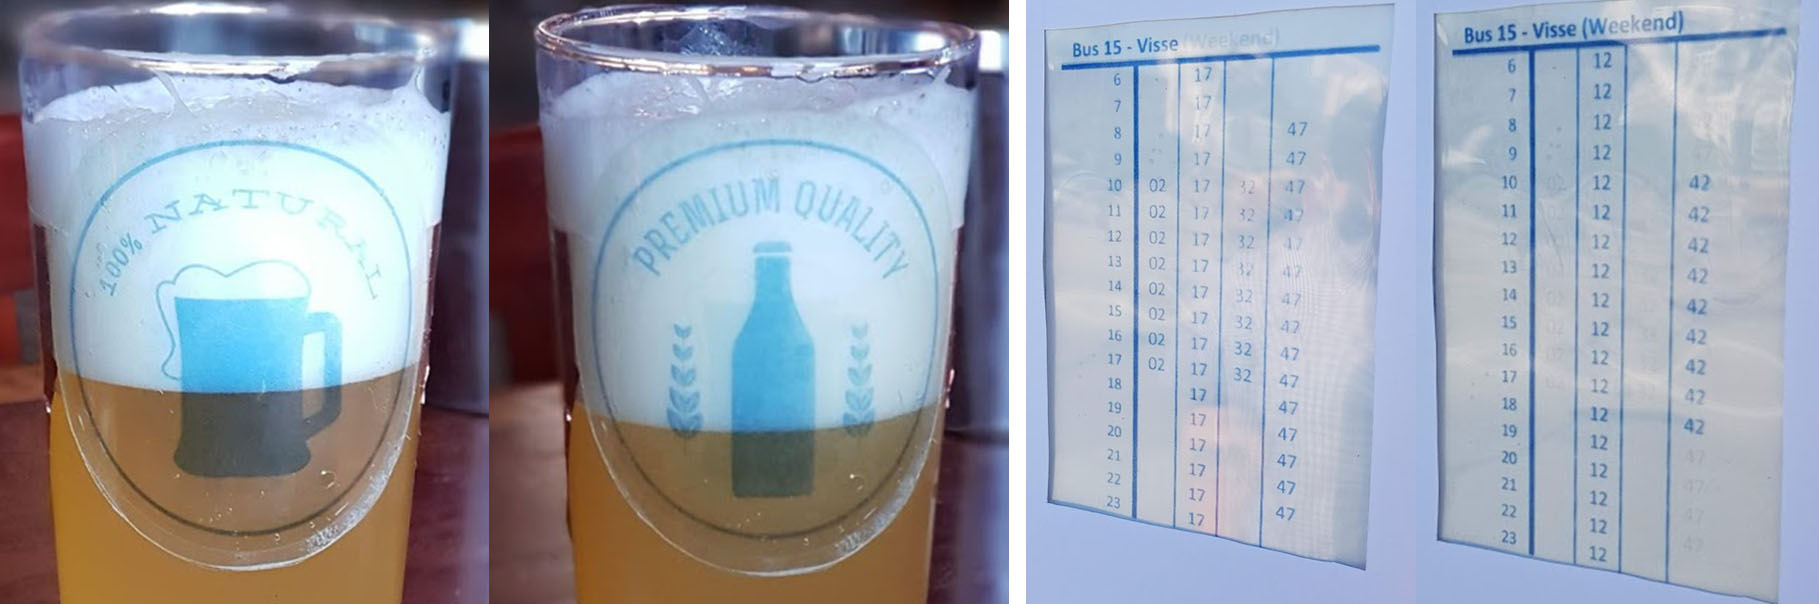 100% NATURAL
PREMIUM QUALITY
Bus 15 - Visse (Weekend)
6 17
7 17
8 17 47
9 17 47
10 02 17 32 47
11 02 17 32 47
12 02 17 32 47
13 02 17 32 47
14 02 17 32 47
15 02 17 32 47
16 02 17 32 47
17 02 17 32 47
18 17 47
19 17 47
20 17 47
21 17 47
22 17 47
23 17
Bus 15 - Visse (Weekend)
6 12
7 12
8 12
9 12
10 12 42
11 12 42
12 12 42
13 12 42
14 12 42
15 12 42
16 12 42
17 12 42
18 12 42
19 12
20 12
21 12
22 12
23 12